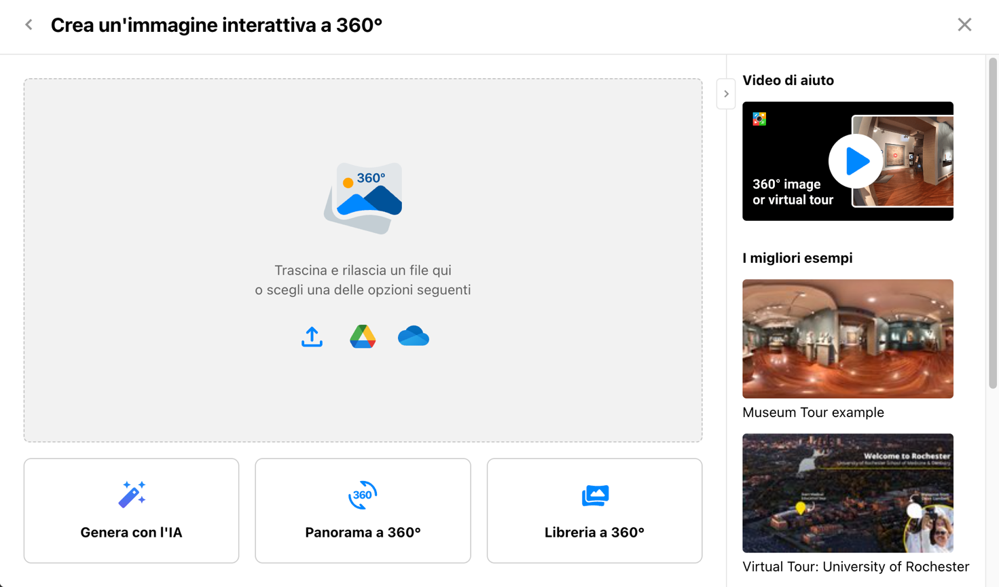 Crea un'immagine interattiva a 360°
360°
Trascina e rilascia un file qui
o scegli una delle opzioni seguenti
Genera con l'IA
360
Panorama a 360°
Libreria a 360°
Video di aiuto
360° image
or virtual tour
I migliori esempi
Museum Tour example
Welcome to Rochester
University of Rochester School of Medicine & Dentistry
Virtual Tour: University of Rochester